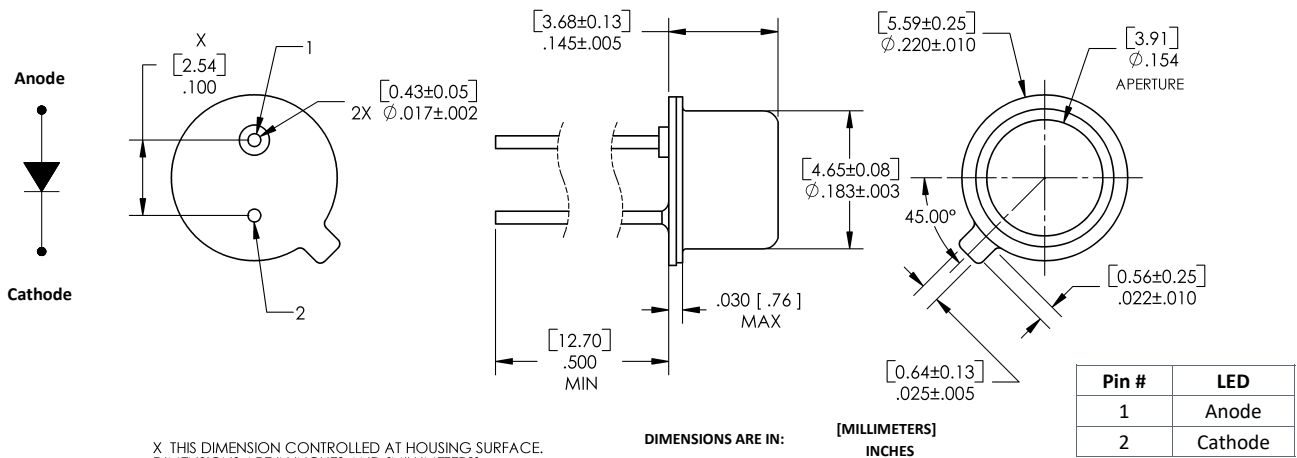 Anode
Cathode
X
[2.54]
.100
1
[0.43±0.05]
2X ∅.017±.002
2
[3.68±0.13]
.145±.005
[12.70]
.500
MIN
.030 [ .76 ]
MAX
[4.65±0.08]
∅.183±.003
[5.59±0.25]
∅.220±.010
[3.91]
∅.154
APERTURE
45.00°
[0.56±0.25]
.022±.010
[0.64±0.13]
.025±.005
Pin # LED
1 Anode
2 Cathode
X THIS DIMENSION CONTROLLED AT HOUSING SURFACE.
DIMENSIONS ARE IN:
[MILLIMETERS]
INCHES